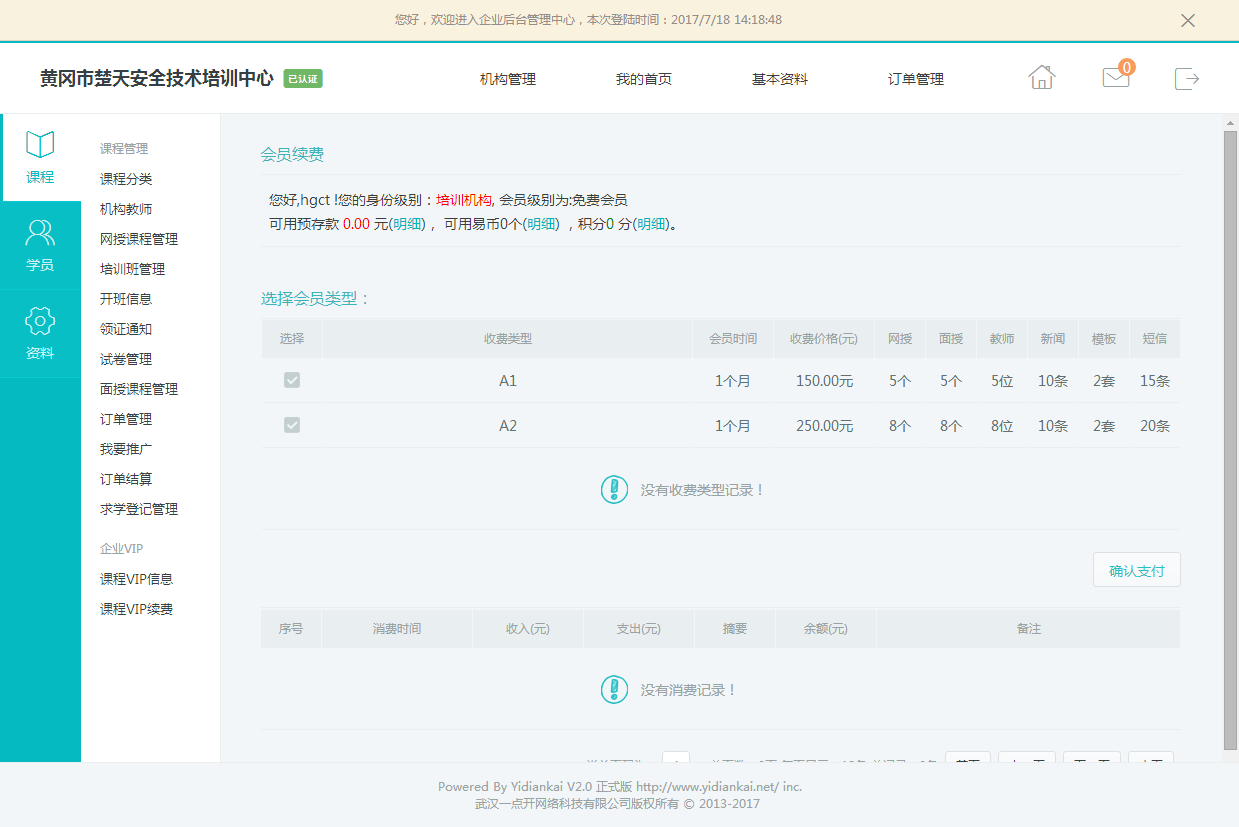 您好，欢迎进入企业后台管理中心，本次登陆时间：2017/7/18 14:18:48
黄冈市楚天安全技术培训中心 已认证 机构管理 我的首页 基本资料 订单管理 0
课程
学员
资料
课程管理
课程分类
机构教师
网授课程管理
培训班管理
开班信息
领证通知
试卷管理
面授课程管理
订单管理
我要推广
订单结算
求学登记管理
企业VIP
课程VIP信息
课程VIP续费
会员续费
您好,hgct !您的身份级别：培训机构, 会员级别为:免费会员
可用预存款 0.00 元(明细)， 可用易币0个(明细) ，积分0 分(明细)。
选择会员类型：
选择 收费类型 会员时间 收费价格(元) 网授 面授 教师 新闻 模板 短信
A1 1个月 150.00元 5个 5个 5位 10条 2套 15条
A2 1个月 250.00元 8个 8个 8位 10条 2套 20条
没有收费类型记录！
确认支付
序号 消费时间 收入(元) 支出(元) 摘要 余额(元) 备注
没有消费记录！
Powered By Yidiankai V2.0 正式版 http://www.yidiankai.net/ inc.
武汉一点开网络科技有限公司版权所有 © 2013-2017